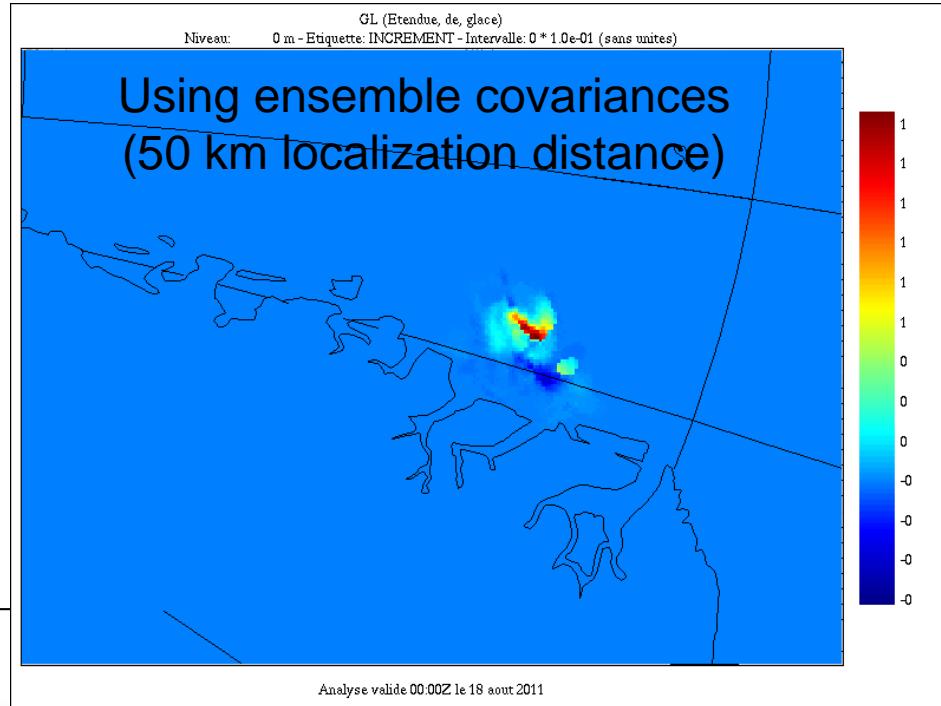 GL (Etendue, de, glace)
Niveau: 0 m - Etiquette: INCREMENT - Intervalle: 0 * 1.0e-01 (sans unites)
Using ensemble covariances
(50 km localization distance)
1
1
1
1
1
1
0
0
0
-0
-0
-0
-0
Analyse valide 00:00Z le 18 aout 2011